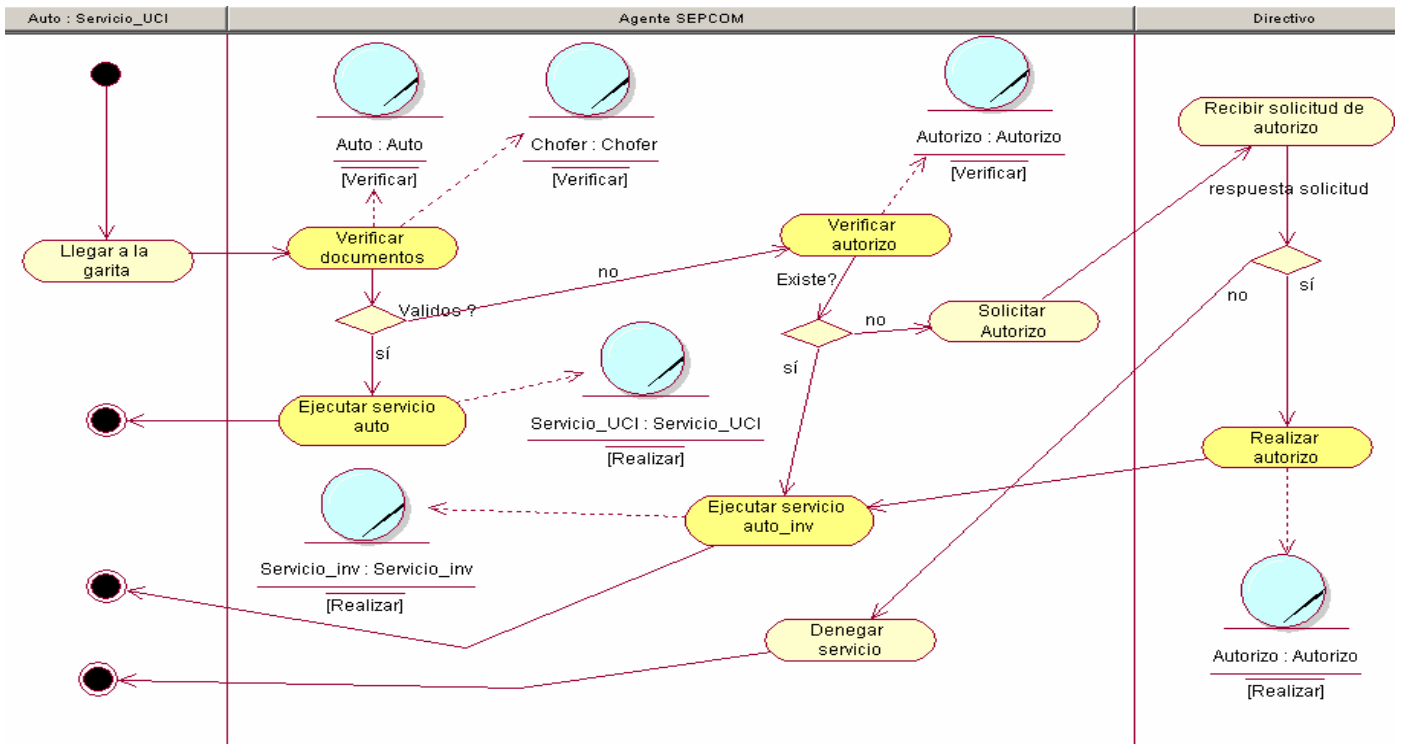 Auto : Servicio_UCI
Agente SEPCOM
Directivo
Auto : Auto
[Verificar]
Chofer : Chofer
[Verificar]
Autorizo : Autorizo
[Verificar]
Recibir solicitud de
autorizo
respuesta solicitud
Llegar a la
garita
Verificar
documentos
Verificar
autorizo
no
Validos ?
sí
Existe?
no
sí
Solicitar
Autorizo
no
sí
Ejecutar servicio
auto
Servicio_UCI : Servicio_UCI
[Realizar]
Realizar
autorizo
Ejecutar servicio
auto_inv
Servicio_inv : Servicio_inv
[Realizar]
Denegar
servicio
Autorizo : Autorizo
[Realizar]